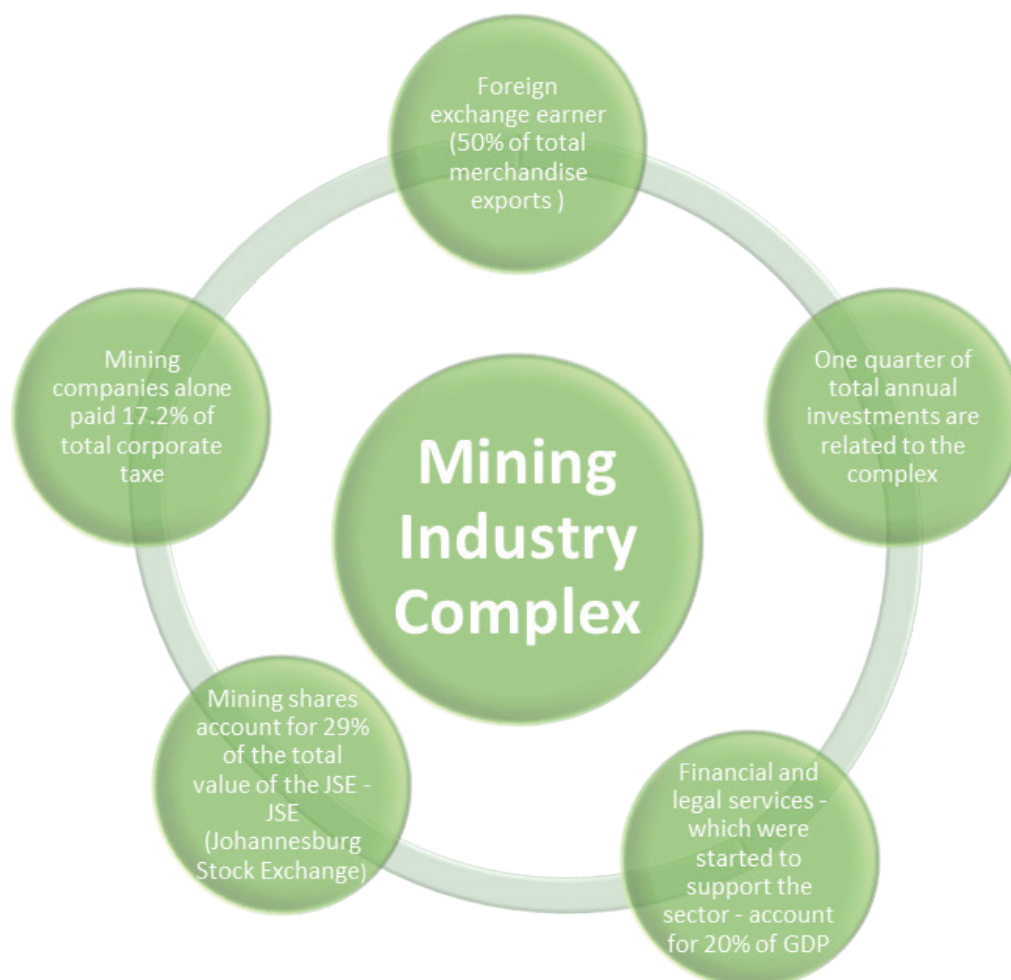 Foreign
exchange earner
(50% of total
merchandise
exports )
One quarter of
total annual
investments are
related to the
complex
Financial and
legal services -
which were
started to
support the
sector - account
for 20% of GDP
Mining shares
account for 29%
of the total
value of the JSE -
JSE
(Johannesburg
Stock Exchange)
Mining
companies alone
paid 17.2% of
total corporate
taxe
Mining
Industry
Complex